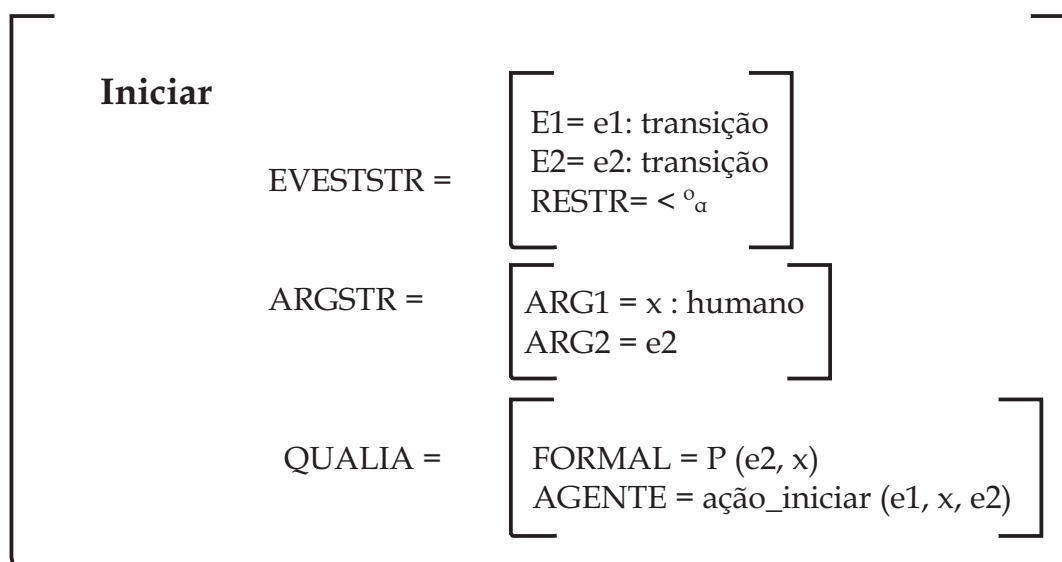 Iniciar
EVESTSTR =
E1= e1: transição
E2= e2: transição
RESTR= < ºα
ARGSTR =
ARG1 = x : humano
ARG2 = e2
QUALIA =
FORMAL = P (e2, x)
AGENTE = ação_iniciar (e1, x, e2)